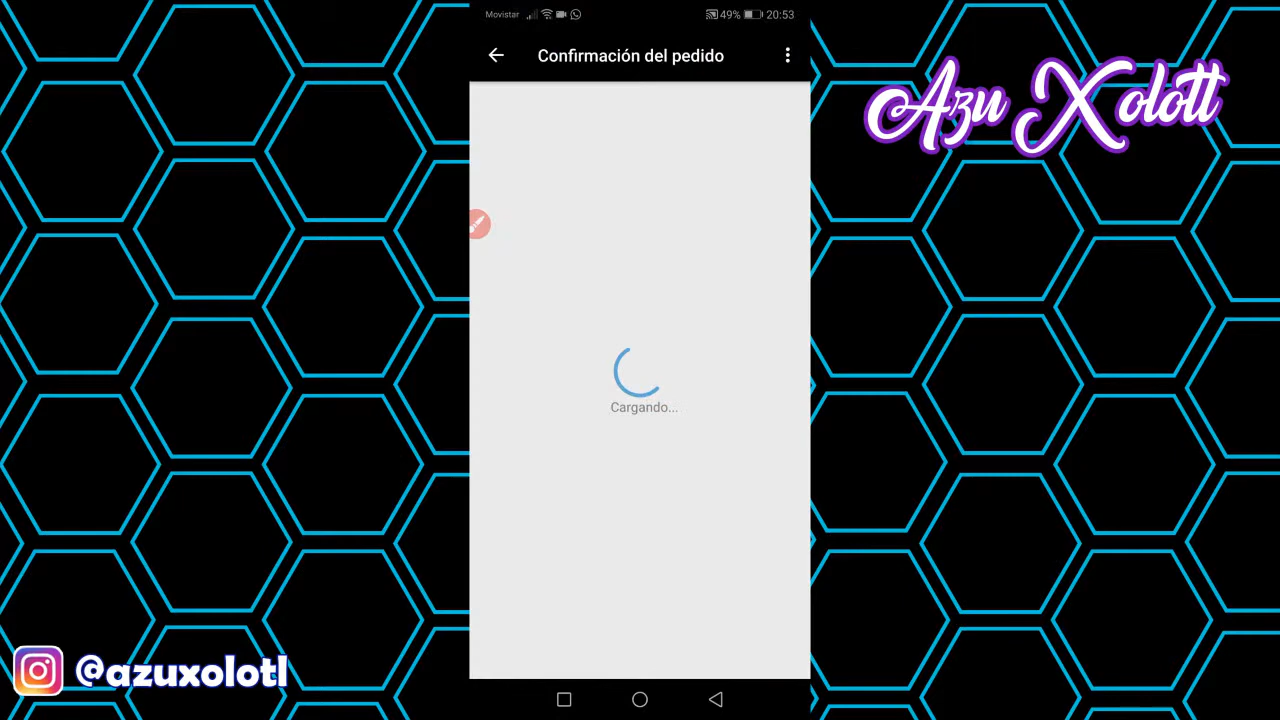 Movistar 49% 20:53
Confirmación del pedido
Azu Xolotl
Cargando...
@azuxolotl